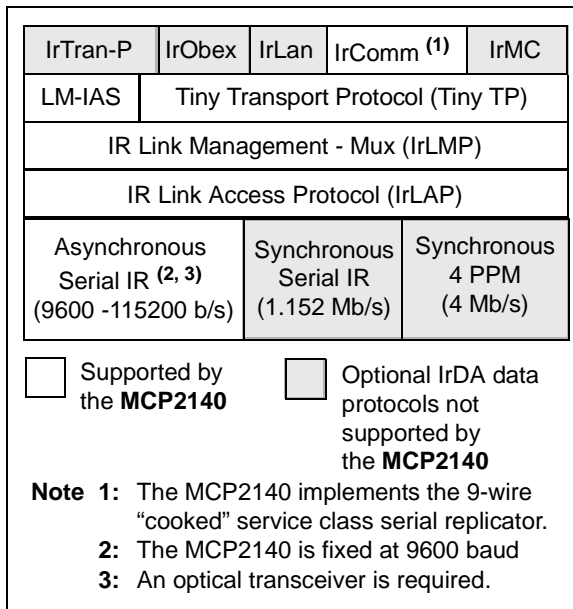 IrTran-P IrObex IrLan IrComm (1) IrMC
LM-IAS Tiny Transport Protocol (Tiny TP)
IR Link Management - Mux (IrLMP)
IR Link Access Protocol (IrLAP)
Asynchronous
Serial IR (2, 3)
(9600 -115200 b/s)
Synchronous
Serial IR
(1.152 Mb/s)
Synchronous
4 PPM
(4 Mb/s)
Supported by
the MCP2140
Optional IrDA data
protocols not
supported by
the MCP2140
Note 1: The MCP2140 implements the 9-wire
“cooked” service class serial replicator.
2: The MCP2140 is fixed at 9600 baud
3: An optical transceiver is required.